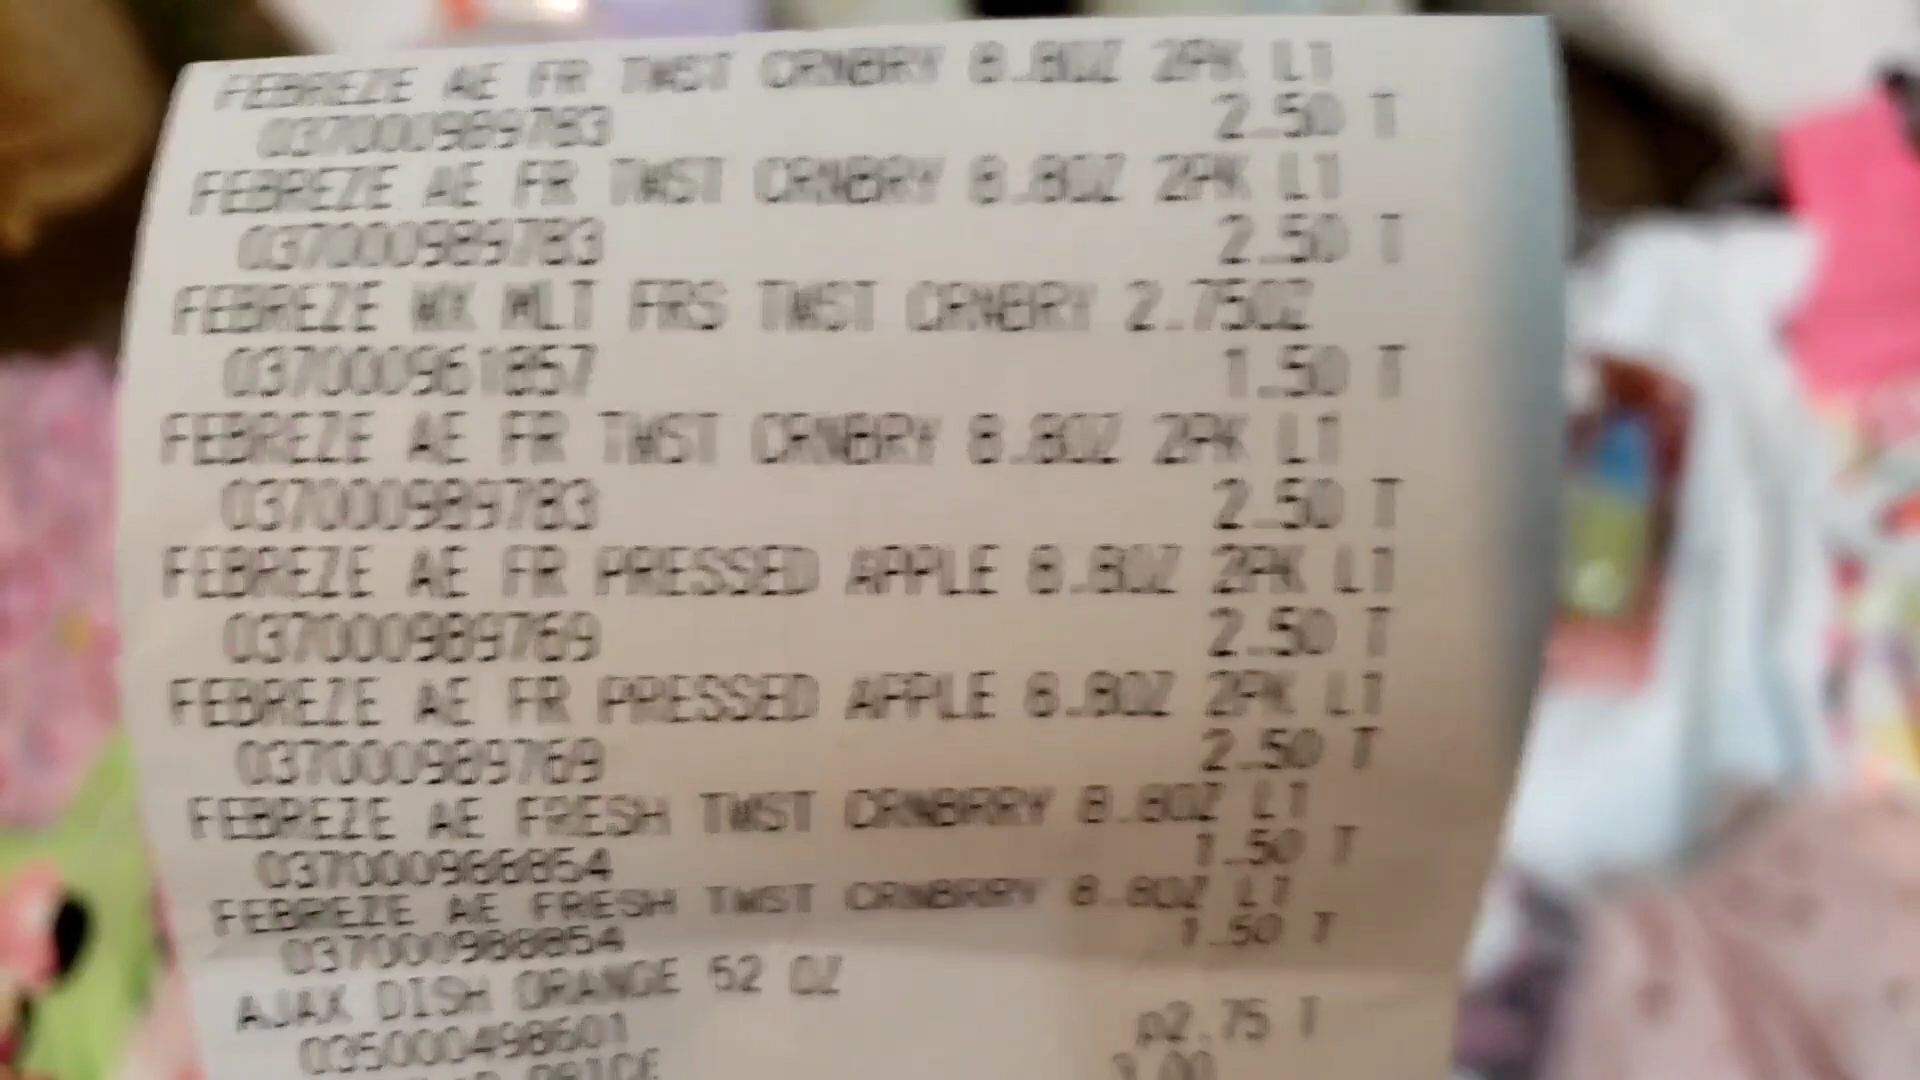 FEBREZE AE FR TWST CRNBRY 8.8OZ 2PK L1
037000989783 2.50 T
FEBREZE AE FR TWST CRNBRY 8.8OZ 2PK L1
037000989783 2.50 T
FEBREZE WX MLT FRS TWST CRNBRY 2.75OZ
037000961857 1.50 T
FEBREZE AE FR TWST CRNBRY 8.8OZ 2PK L1
037000989783 2.50 T
FEBREZE AE FR PRESSED APPLE 8.8OZ 2PK L1
037000989769 2.50 T
FEBREZE AE FR PRESSED APPLE 8.8OZ 2PK L1
037000989769 2.50 T
FEBREZE AE FRESH TWST CRNBRRY 8.8OZ L1
037000988854 1.50 T
FEBREZE AE FRESH TWST CRNBRRY 8.8OZ L1
037000988854 1.50 T
AJAX DISH ORANGE 52 OZ
035000498601 p2.75 T
PRICE 3.00